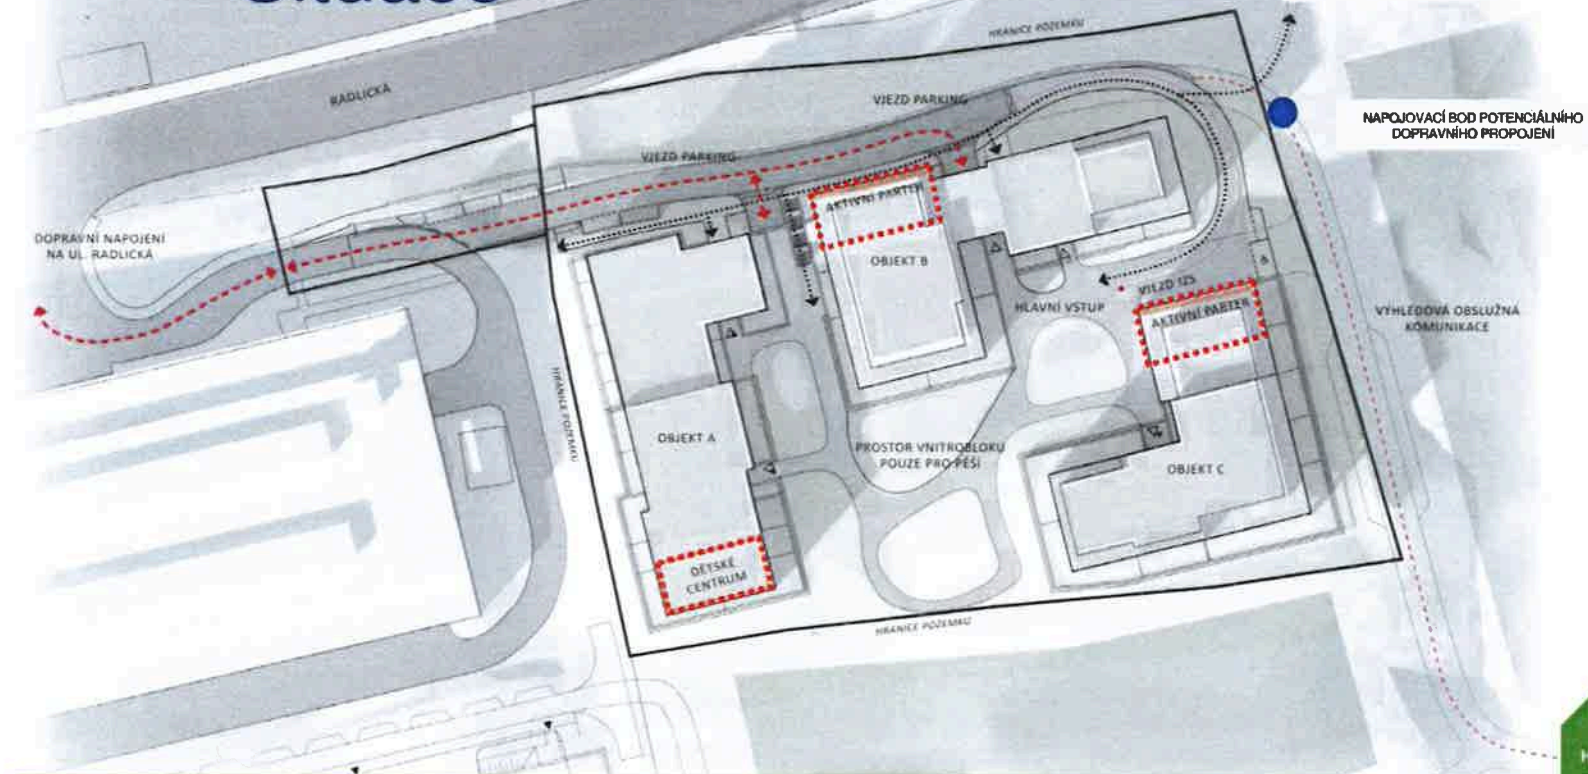 HRANICE POZEMKU
RADLICKÁ
VJEZD PARKING
NAPOJOVACÍ BOD POTENCIÁLNÍHO
DOPRAVNÍHO PROPOJENÍ
VJEZD PARKING
AKTIVNÍ PARTER
DOPRAVNÍ NAPOJENÍ
NA UL. RADLICKÁ
OBJEKT B
VJEZD IZS
HLAVNÍ VSTUP
AKTIVNÍ PARTER
VÝHLEDOVÁ OBSLUŽNÁ
KOMUNIKACE
HRANICE POZEMKU
OBJEKT A
PROSTOR VNITROBLOKU
POUZE PRO PĚŠÍ
OBJEKT C
DĚTSKÉ
CENTRUM
HRANICE POZEMKU